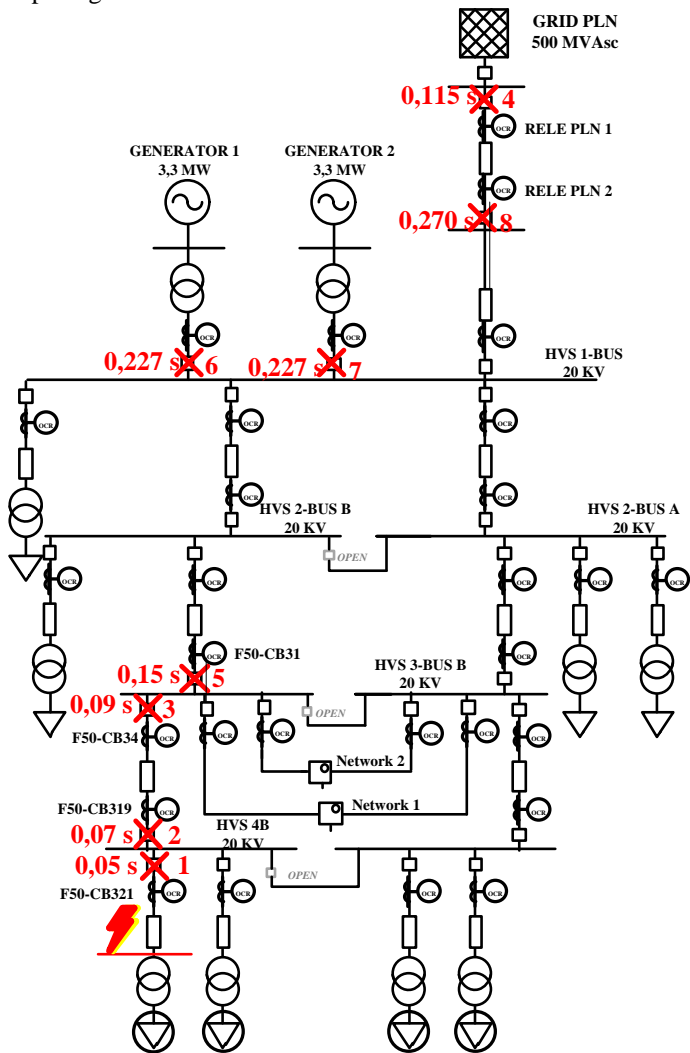 GRID PLN
500 MVAsc
0,115 s 4
OCR
RELE PLN 1
GENERATOR 1
3,3 MW
GENERATOR 2
3,3 MW
OCR
RELE PLN 2
0,270 s 8
OCR
OCR
OCR
0,227 s 6
0,227 s 7
HVS 1-BUS
20 KV
OCR
OCR
OCR
OCR
OCR
HVS 2-BUS B
20 KV
HVS 2-BUS A
20 KV
OPEN
OCR
OCR
OCR
OCR
OCR
OCR
F50-CB31
OCR
0,15 s 5
HVS 3-BUS B
20 KV
0,09 s 3
OPEN
F50-CB34
OCR
OCR
OCR
OCR
OCR
OCR
Network 2
Network 1
F50-CB319
OCR
OCR
0,07 s 2
HVS 4B
20 KV
0,05 s 1
OPEN
F50-CB321
OCR
OCR
OCR
OCR